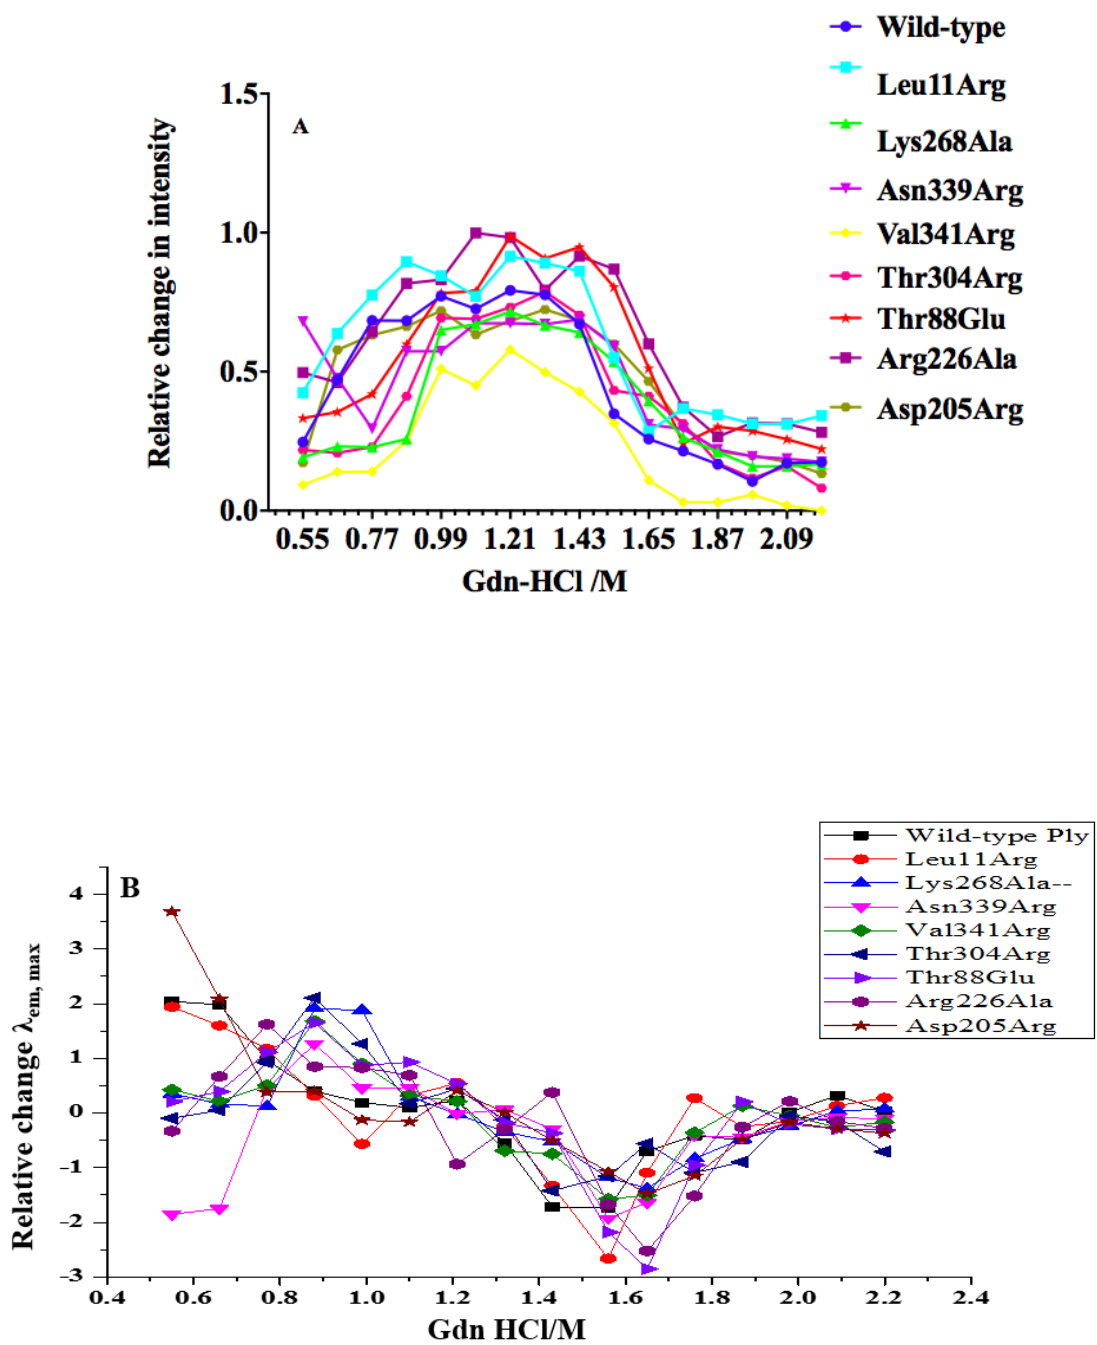 Wild-type
Leu11Arg
Lys268Ala
Asn339Arg
Val341Arg
Thr304Arg
Thr88Glu
Arg226Ala
Asp205Arg
A
Relative change in intensity
1.5
1.0
0.5
0.0
0.55 0.77 0.99 1.21 1.43 1.65 1.87 2.09
Gdn-HCl /M
Wild-type Ply
Leu11Arg
Lys268Ala--
Asn339Arg
Val341Arg
Thr304Arg
Thr88Glu
Arg226Ala
Asp205Arg
B
Relative change λem, max
4
3
2
1
0
-1
-2
-3
0.4 0.6 0.8 1.0 1.2 1.4 1.6 1.8 2.0 2.2 2.4
Gdn HCl/M